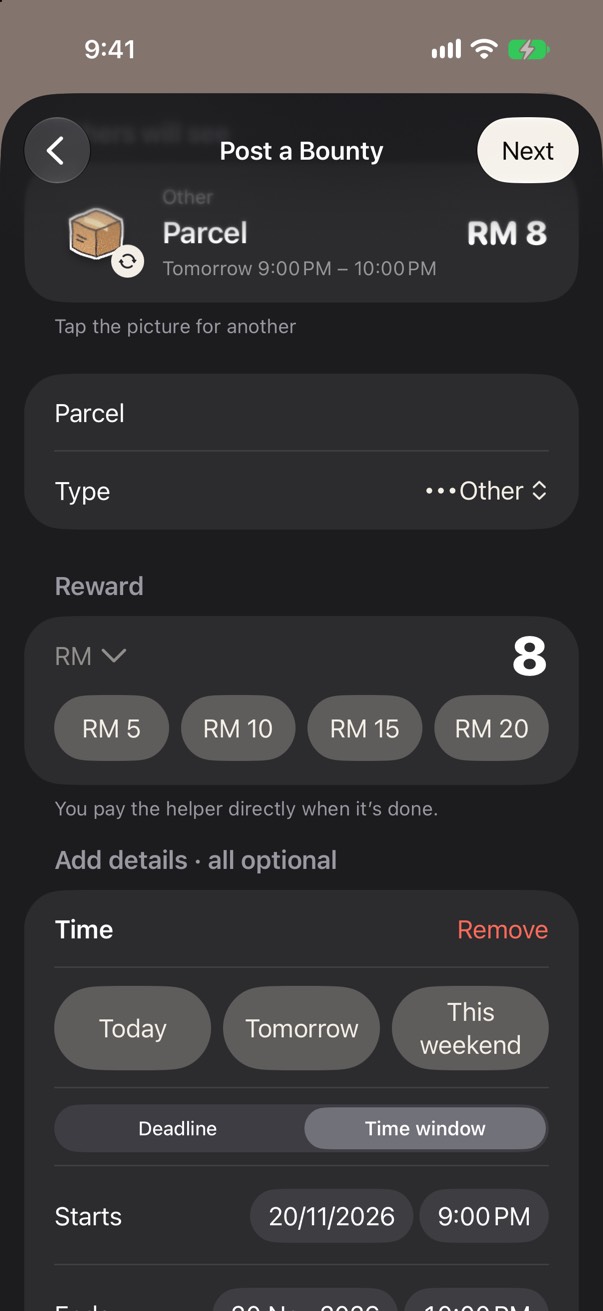 9:41
Post a Bounty
Next
Other
Parcel
RM 8
Tomorrow 9:00 PM – 10:00 PM
Tap the picture for another
Parcel
Type
•••Other
Reward
RM
8
RM 5
RM 10
RM 15
RM 20
You pay the helper directly when it’s done.
Add details · all optional
Time
Remove
Today
Tomorrow
This
weekend
Deadline
Time window
Starts
20/11/2026
9:00 PM